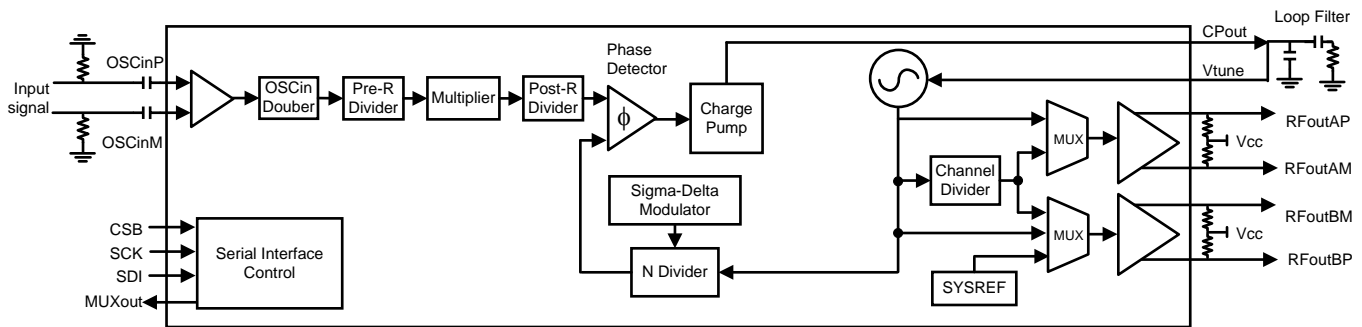 Loop Filter
CPout
Vtune
Input
signal
OSCinP
OSCinM
OSCin
Douber
Pre-R
Divider
Multiplier
Post-R
Divider
Phase
Detector
ϕ
Charge
Pump
MUX
RFoutAP
Vcc
RFoutAM
Channel
Divider
Sigma-Delta
Modulator
N Divider
MUX
SYSREF
RFoutBM
Vcc
RFoutBP
CSB
SCK
SDI
MUXout
Serial Interface
Control